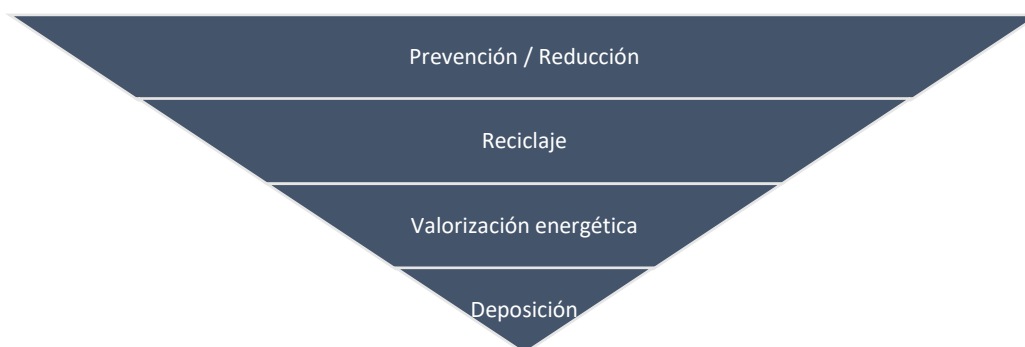 Prevención / Reducción
Reciclaje
Valorización energética
Deposición